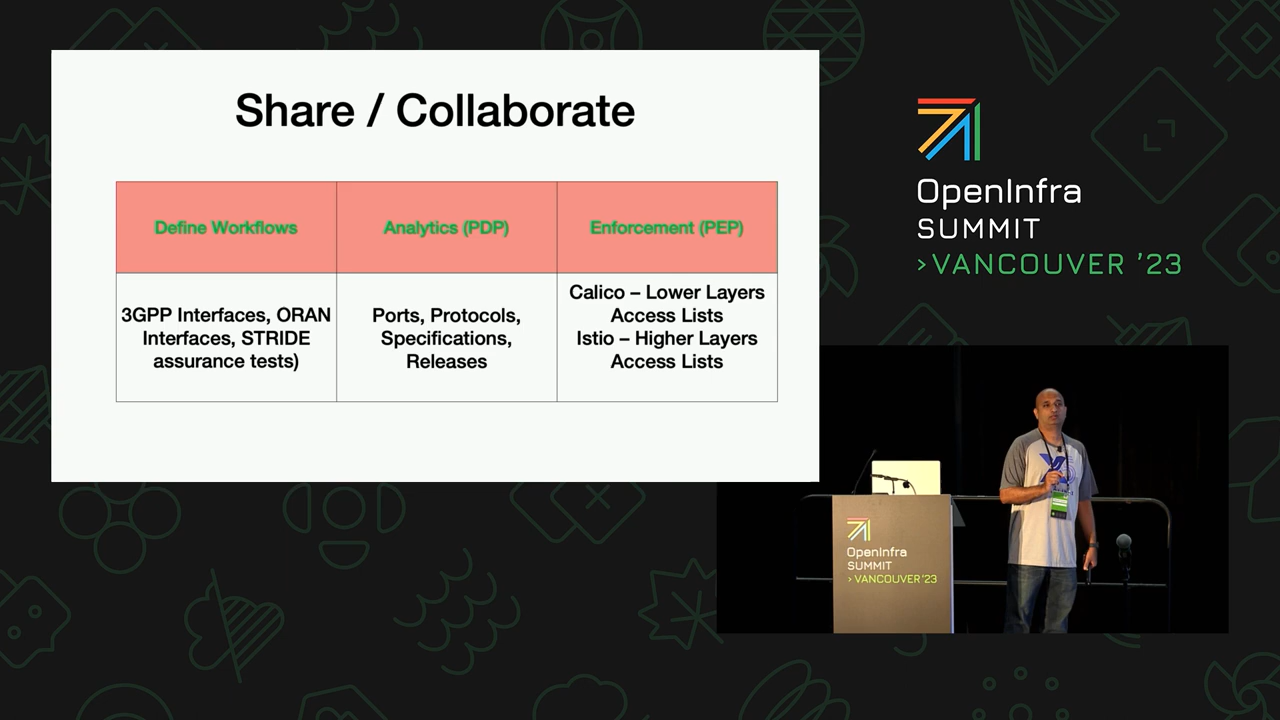 Share / Collaborate
Define Workflows
Analytics (PDP)
Enforcement (PEP)
3GPP Interfaces, ORAN
Interfaces, STRIDE
assurance tests)
Ports, Protocols,
Specifications,
Releases
Calico – Lower Layers
Access Lists
Istio – Higher Layers
Access Lists
OpenInfra
SUMMIT
>VANCOUVER '23
OpenInfra
SUMMIT
>VANCOUVER '23